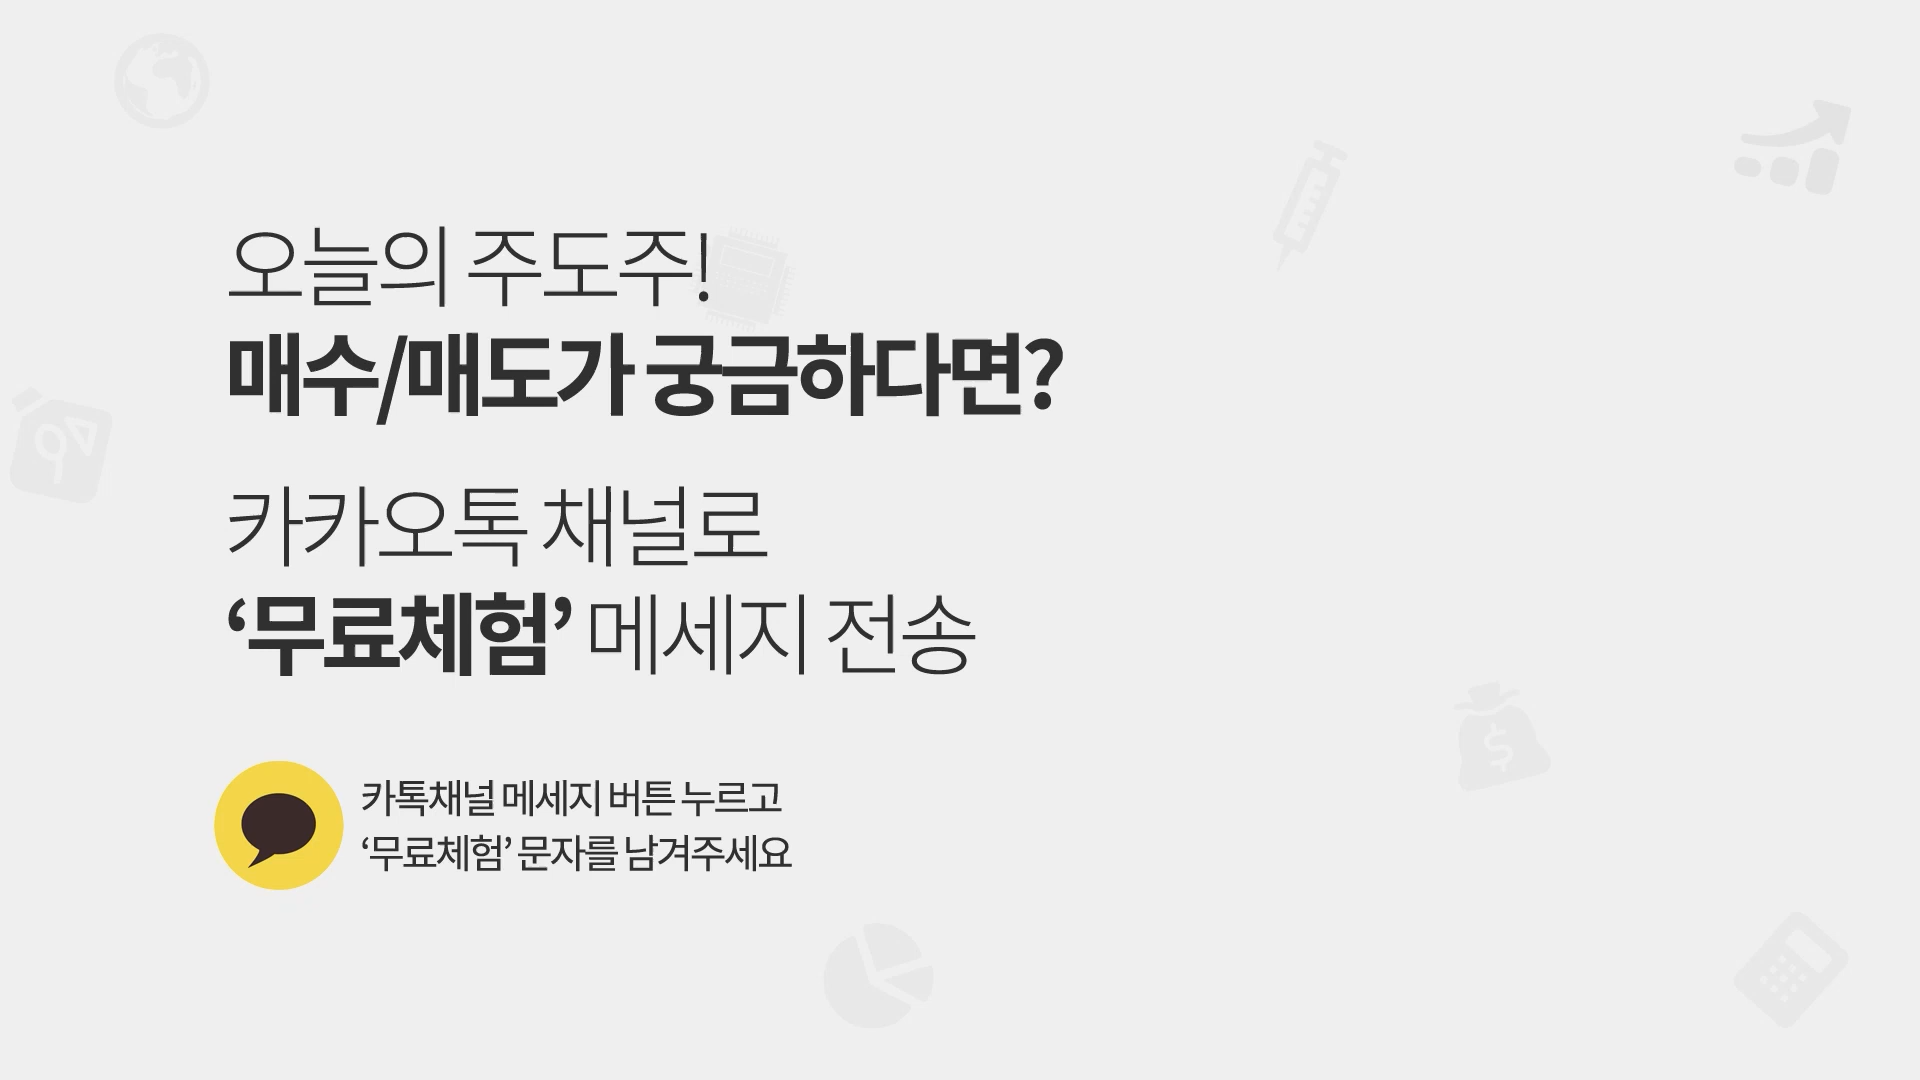 오늘의 주도주!
매수/매도가 궁금하다면?
카카오톡 채널로
‘무료체험’ 메세지 전송
카톡채널 메세지 버튼 누르고
‘무료체험’ 문자를 남겨주세요